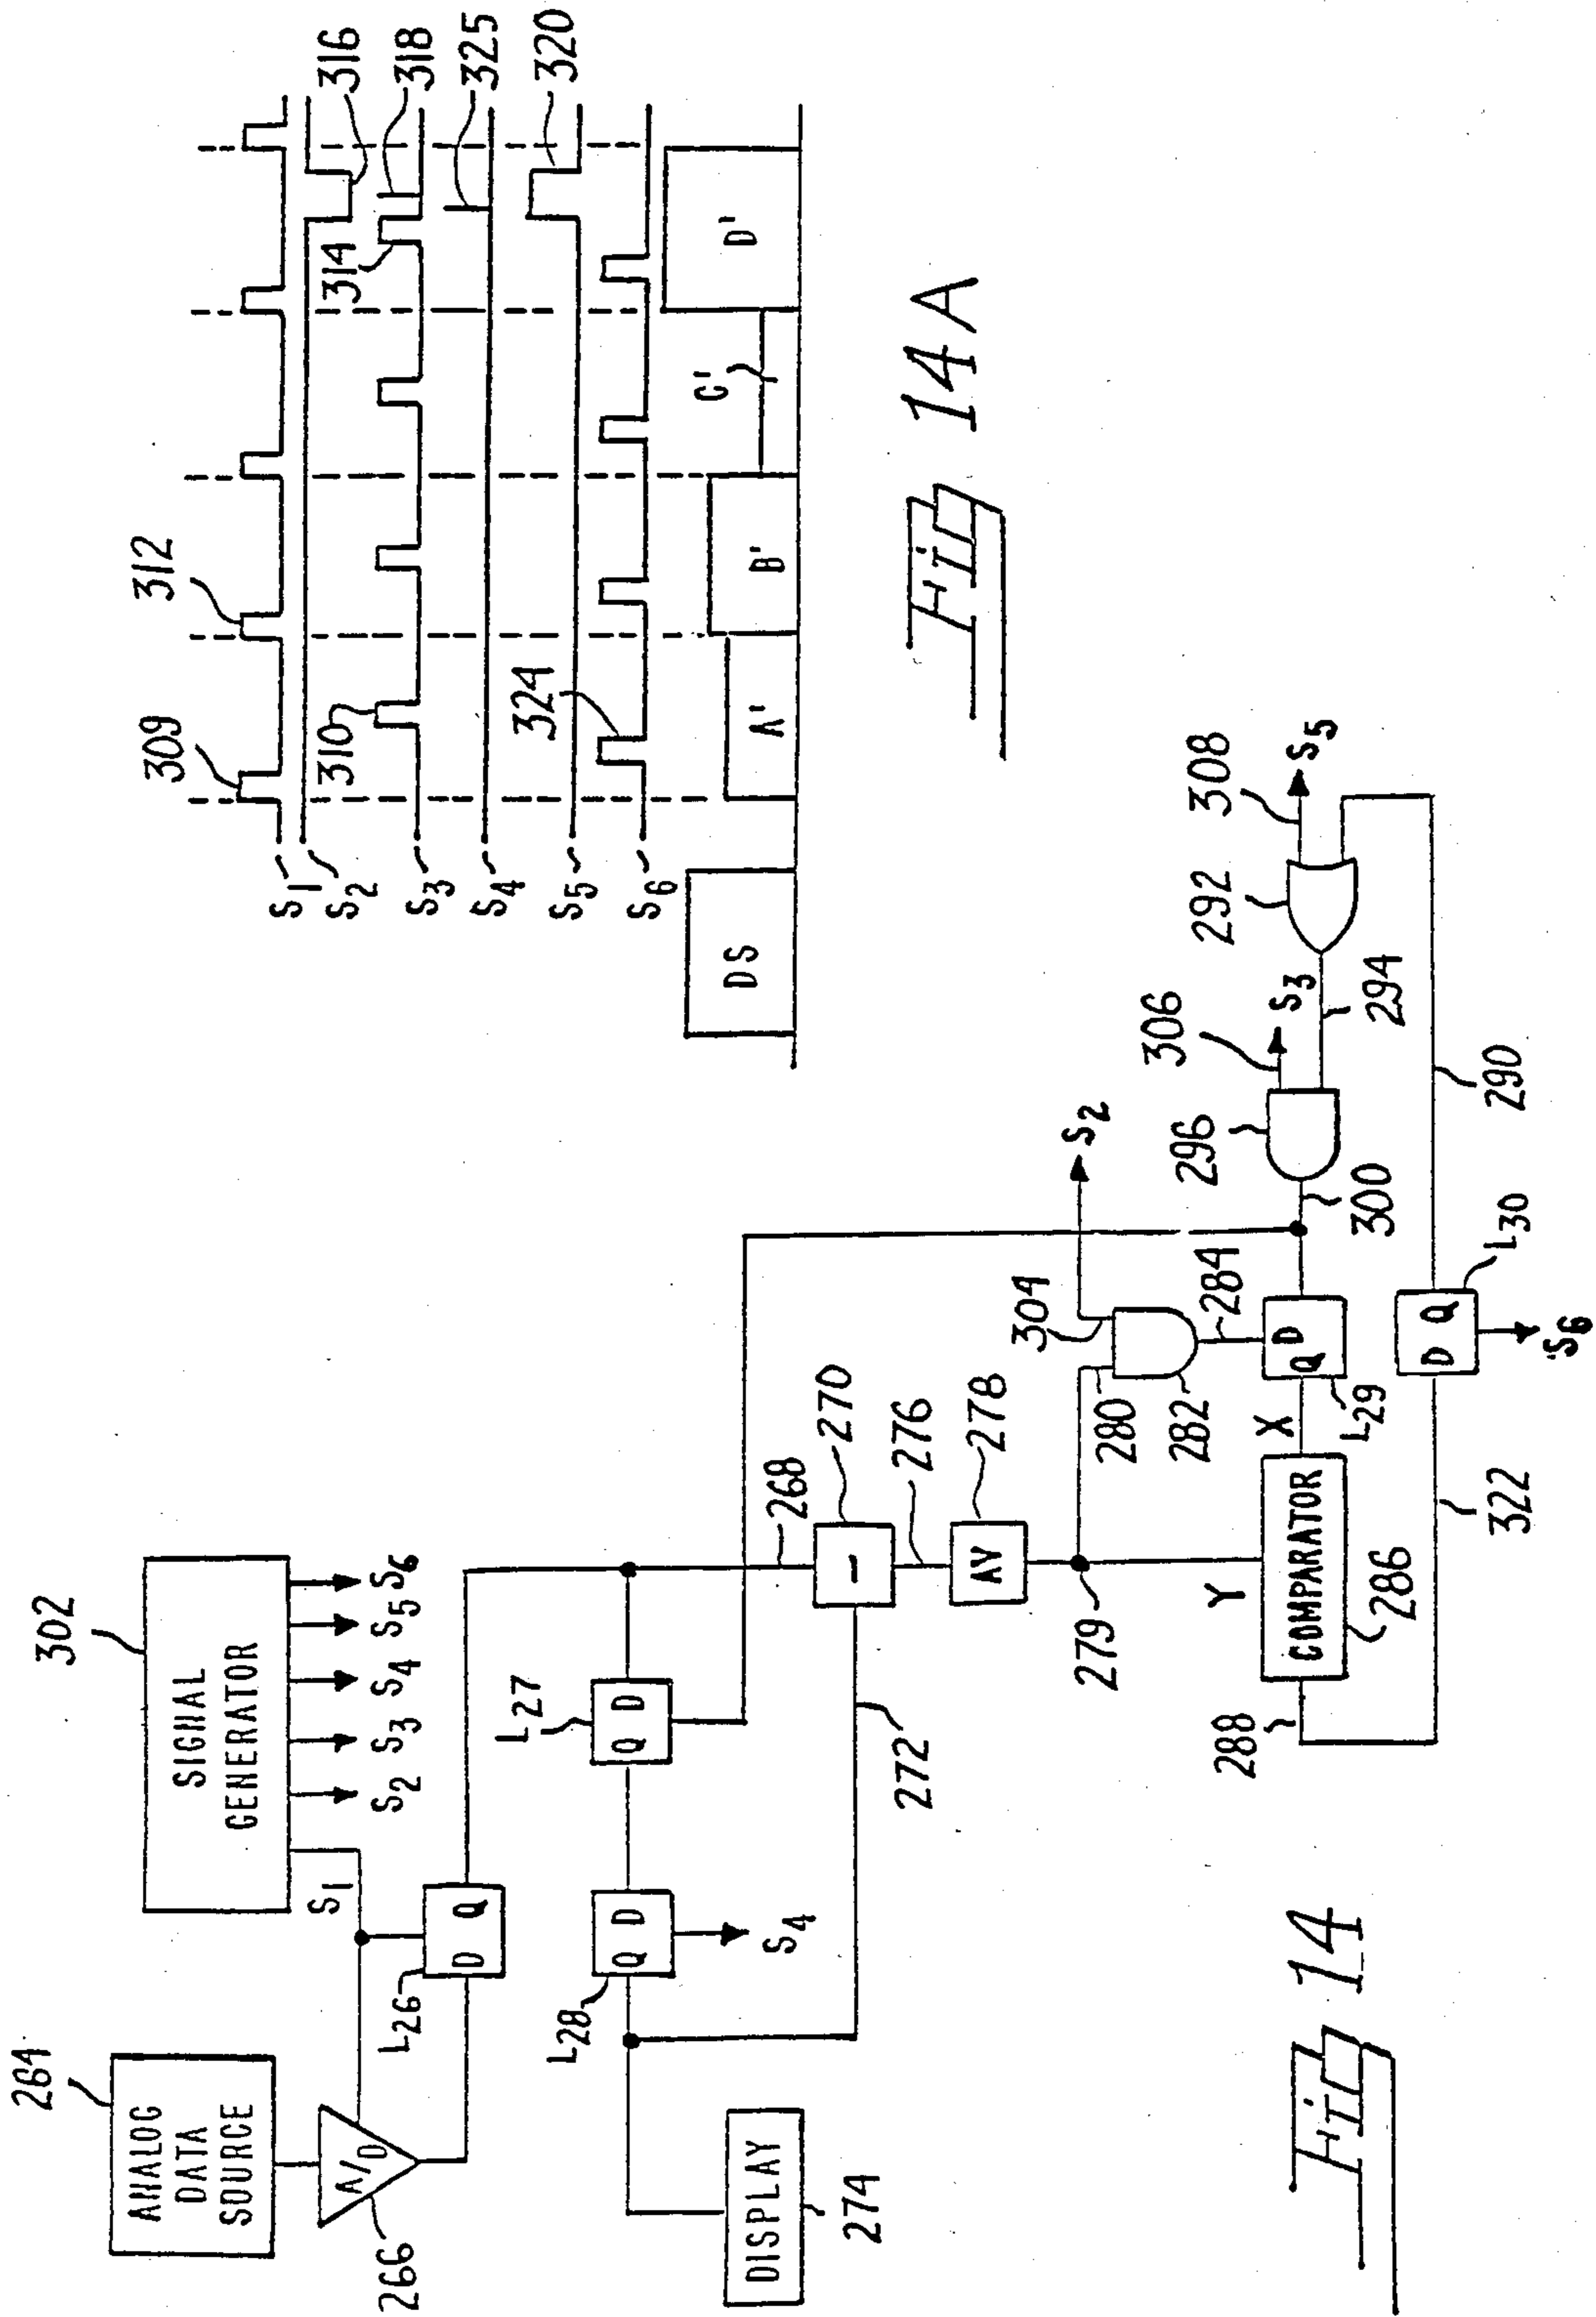 264
ANALOG
DATA
SOURCE
A/D
266
302
SIGNAL
GENERATOR
S1
S2 S3 S4 S5 S6
L26
D Q
L27
Q D
L28
Q D
S4
268
270
–
272
274
DISPLAY
276
278
AV
279
280
282
304
S2
284
Y
X
COMPARATOR
286
288
D
Q
L29
300
296
306
S3
294
292
308
S5
290
322
D Q
L30
S6
Fig 14
309
312
310
324
314
316
318
325
320
S1
S2
S3
S4
S5
S6
DS
A'
B'
C'
D'
Fig 14A